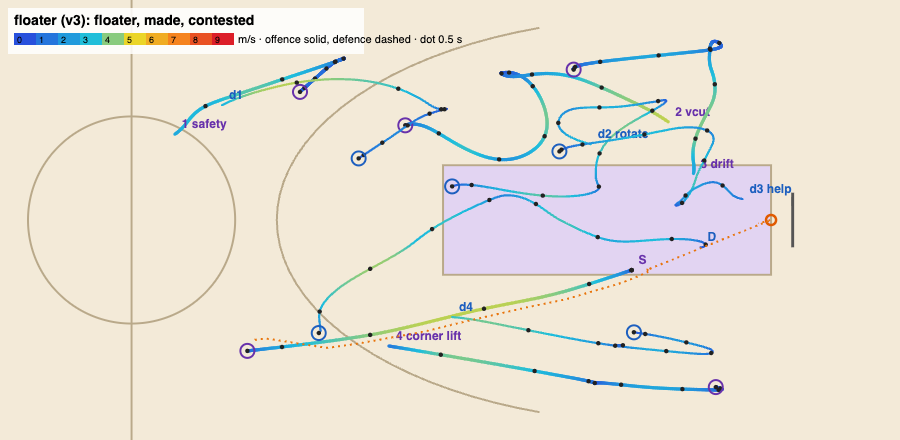 floater (v3): floater, made, contested
0 1 2 3 4 5 6 7 8 9 m/s · offence solid, defence dashed · dot 0.5 s
d1
1 safety
2 vcut
d2 rotate
3 drift
d3 help
D
S
d4
4 corner lift